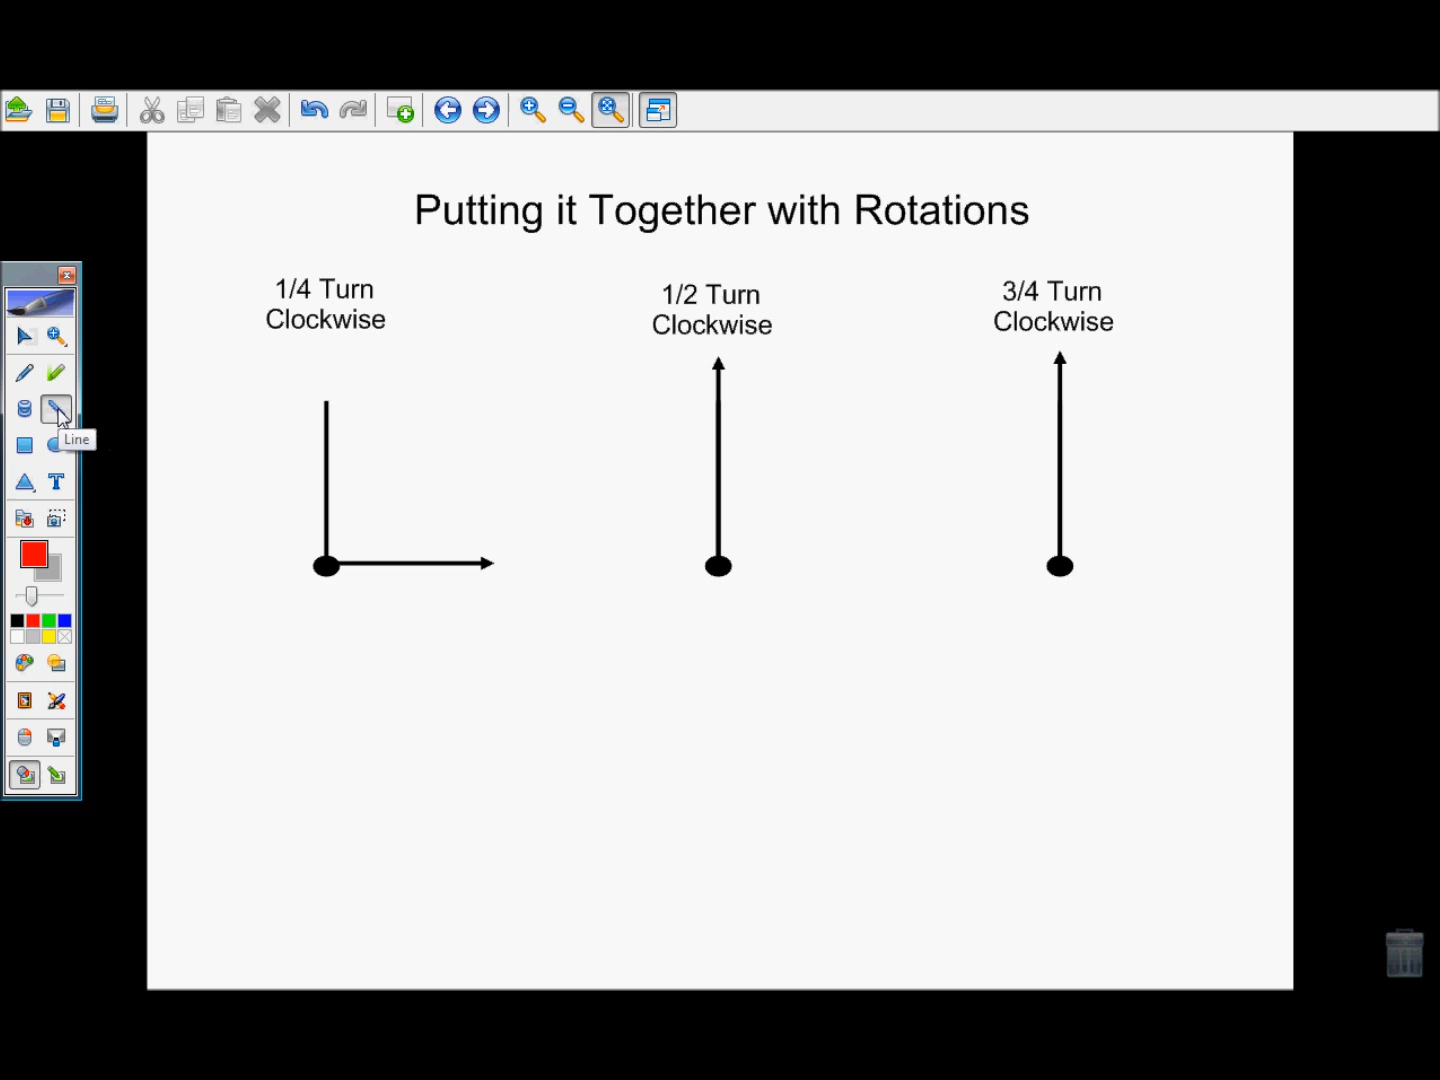 Putting it Together with Rotations
1/4 Turn
Clockwise
1/2 Turn
Clockwise
3/4 Turn
Clockwise
Line